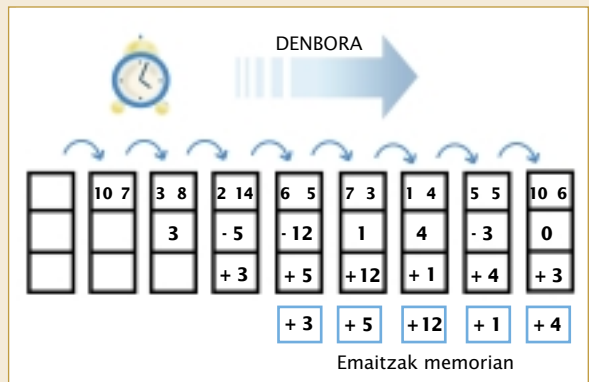 DENBORA
10 7 3 8 2 14 6 5 7 3 1 4 5 5 10 6
3 - 5 - 12 1 4 - 3 0
+ 3 + 5 +12 + 1 + 4 + 3
+ 3 + 5 +12 + 1 + 4
Emaitzak memorian